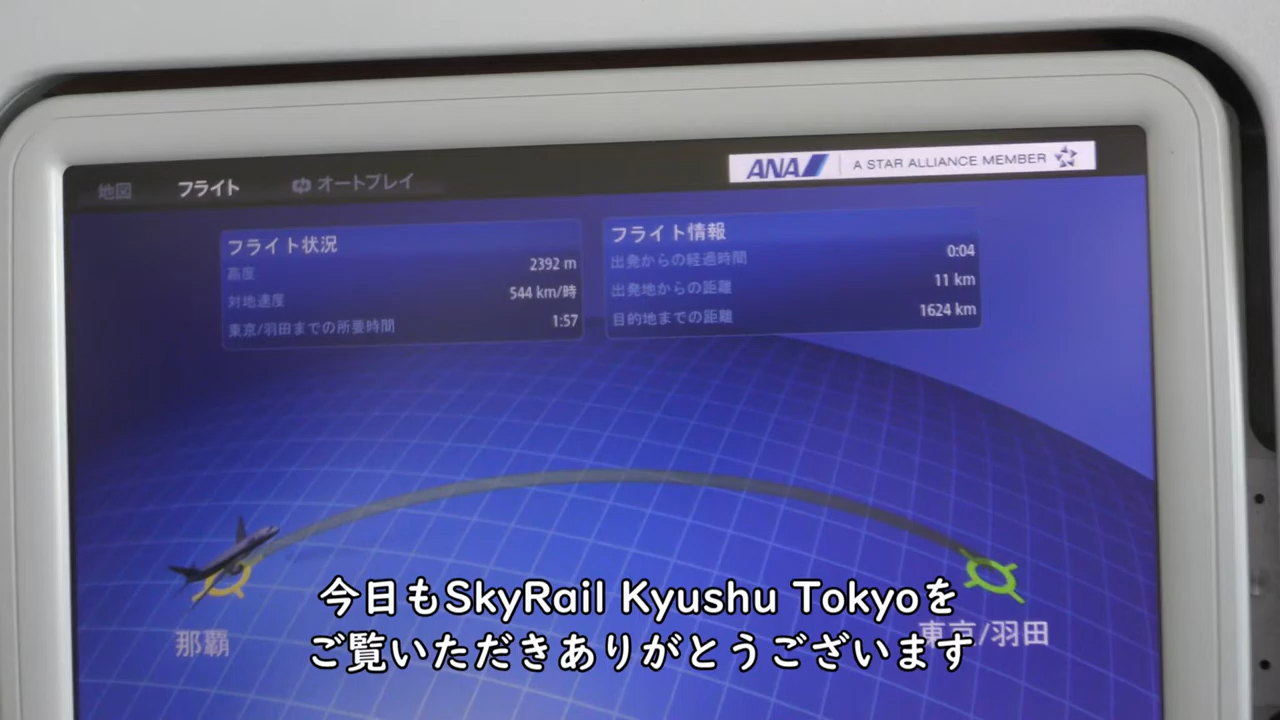 地図 フライト オートプレイ
ANA A STAR ALLIANCE MEMBER
フライト状況
高度 2392 m
対地速度 544 km/時
東京/羽田までの所要時間 1:57
フライト情報
出発からの経過時間 0:04
出発地からの距離 11 km
目的地までの距離 1624 km
那覇
東京/羽田
今日もSkyRail Kyushu Tokyoを
ご覧いただきありがとうございます